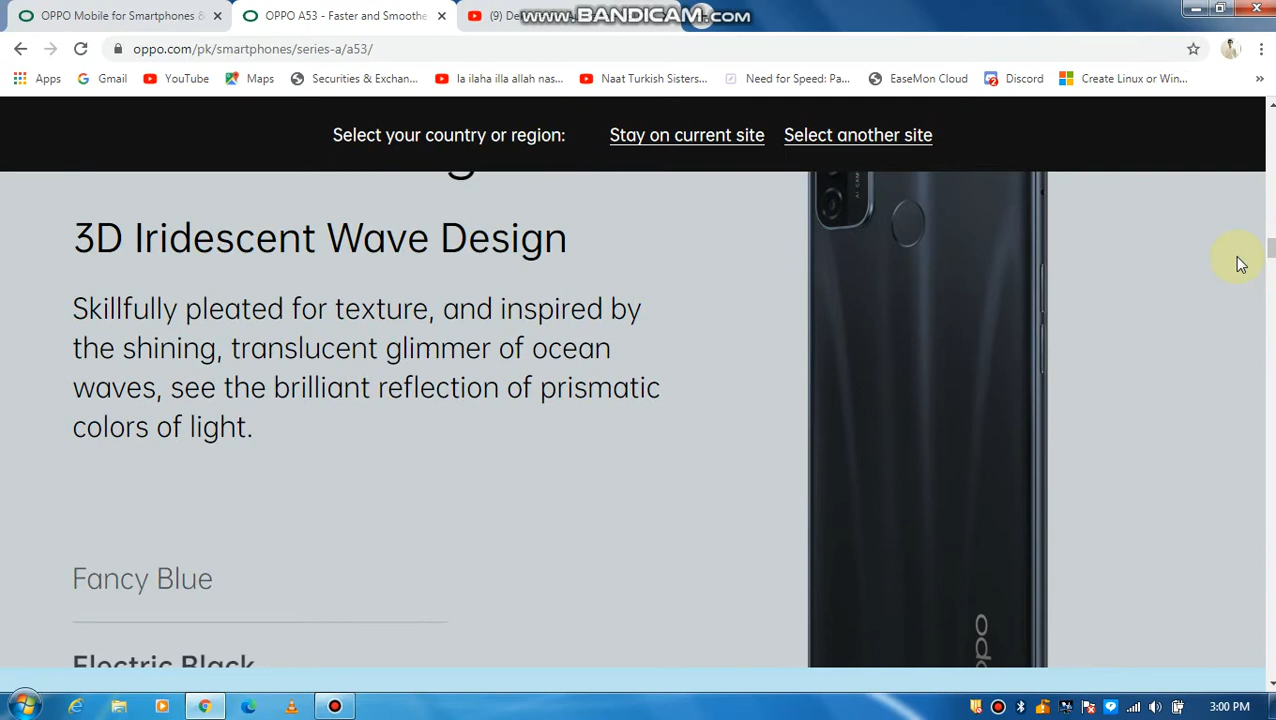 OPPO Mobile for Smartphones &
OPPO A53 - Faster and Smoothe
(9) De
www.BANDICAM.com
oppo.com/pk/smartphones/series-a/a53/
Apps
Gmail
YouTube
Maps
Securities & Exchan...
la ilaha illa allah nas...
Naat Turkish Sisters...
Need for Speed: Pa...
EaseMon Cloud
Discord
Create Linux or Win...
Select your country or region:
Stay on current site
Select another site
3D Iridescent Wave Design
Skillfully pleated for texture, and inspired by
the shining, translucent glimmer of ocean
waves, see the brilliant reflection of prismatic
colors of light.
Fancy Blue
Electric Black
oppo
3:00 PM